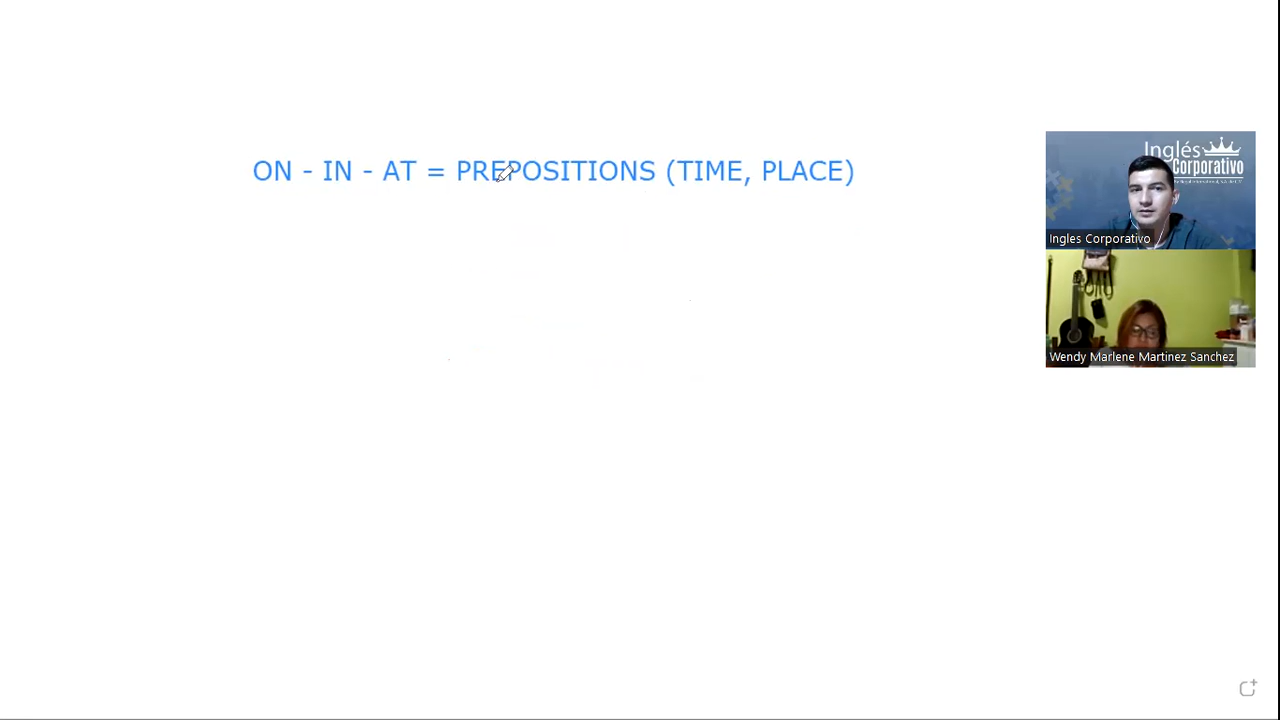 ON - IN - AT = PREPOSITIONS (TIME, PLACE)
Inglés
Corporativo
Ingles Corporativo
Wendy Marlene Martinez Sanchez